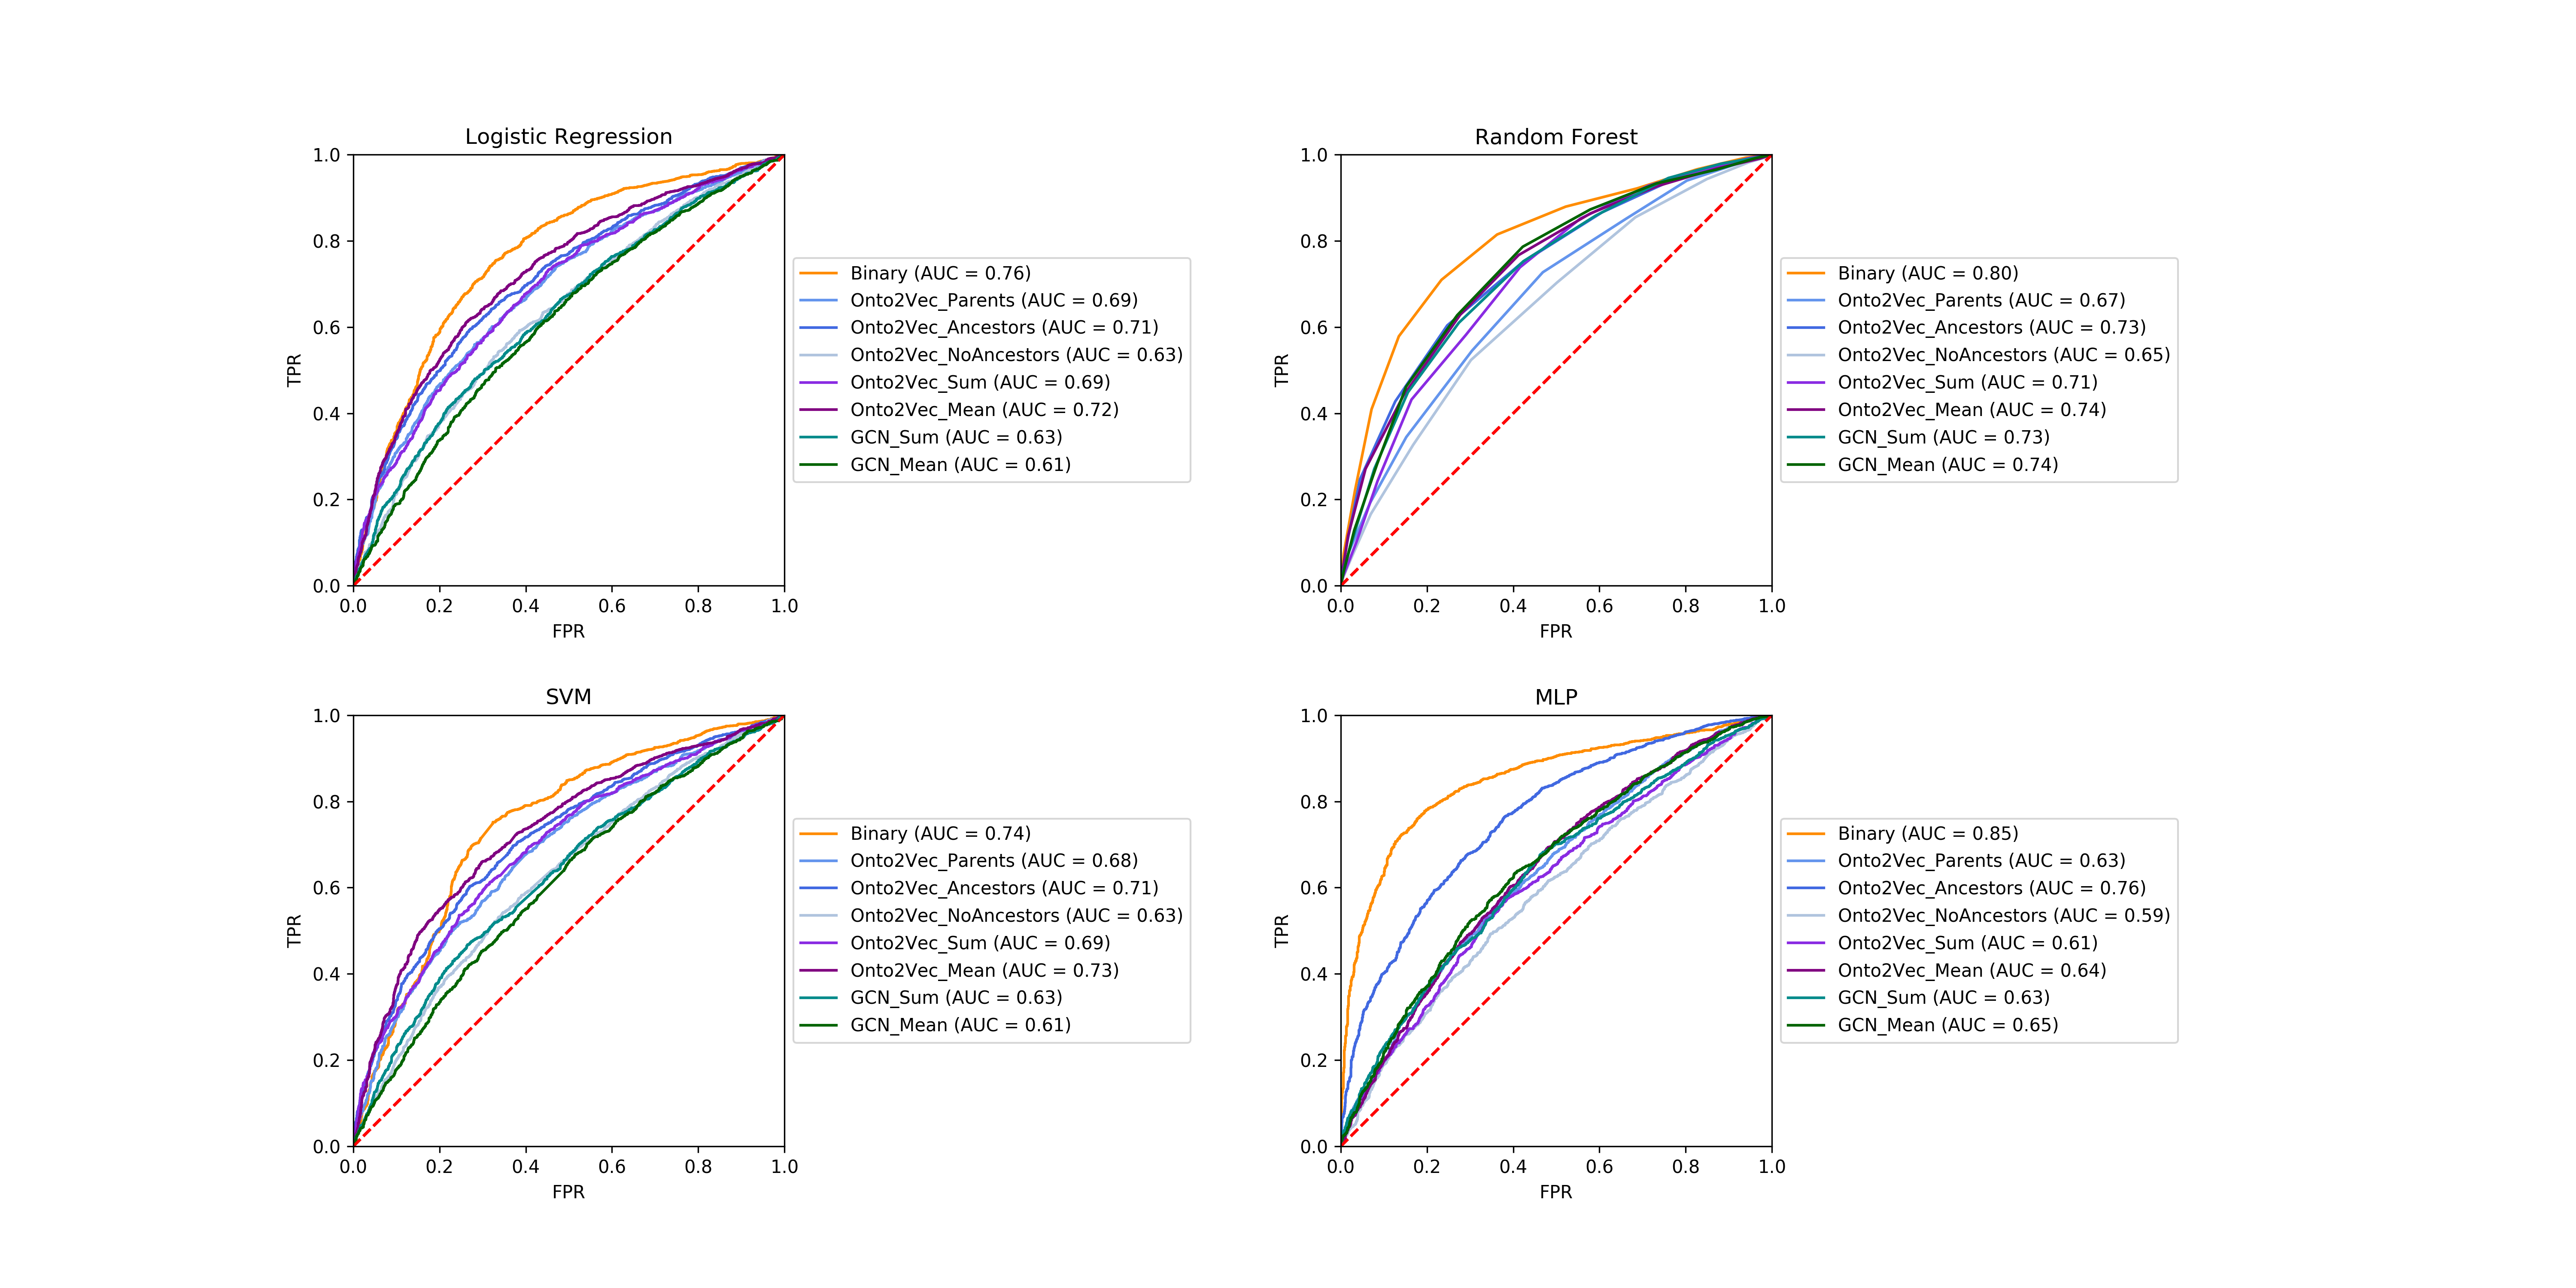 Logistic Regression
1.0
0.8
0.6
0.4
0.2
0.0
TPR
0.0 0.2 0.4 0.6 0.8 1.0
FPR
Binary (AUC = 0.76)
Onto2Vec_Parents (AUC = 0.69)
Onto2Vec_Ancestors (AUC = 0.71)
Onto2Vec_NoAncestors (AUC = 0.63)
Onto2Vec_Sum (AUC = 0.69)
Onto2Vec_Mean (AUC = 0.72)
GCN_Sum (AUC = 0.63)
GCN_Mean (AUC = 0.61)
Random Forest
1.0
0.8
0.6
0.4
0.2
0.0
TPR
0.0 0.2 0.4 0.6 0.8 1.0
FPR
Binary (AUC = 0.80)
Onto2Vec_Parents (AUC = 0.67)
Onto2Vec_Ancestors (AUC = 0.73)
Onto2Vec_NoAncestors (AUC = 0.65)
Onto2Vec_Sum (AUC = 0.71)
Onto2Vec_Mean (AUC = 0.74)
GCN_Sum (AUC = 0.73)
GCN_Mean (AUC = 0.74)
SVM
1.0
0.8
0.6
0.4
0.2
0.0
TPR
0.0 0.2 0.4 0.6 0.8 1.0
FPR
Binary (AUC = 0.74)
Onto2Vec_Parents (AUC = 0.68)
Onto2Vec_Ancestors (AUC = 0.71)
Onto2Vec_NoAncestors (AUC = 0.63)
Onto2Vec_Sum (AUC = 0.69)
Onto2Vec_Mean (AUC = 0.73)
GCN_Sum (AUC = 0.63)
GCN_Mean (AUC = 0.61)
MLP
1.0
0.8
0.6
0.4
0.2
0.0
TPR
0.0 0.2 0.4 0.6 0.8 1.0
FPR
Binary (AUC = 0.85)
Onto2Vec_Parents (AUC = 0.63)
Onto2Vec_Ancestors (AUC = 0.76)
Onto2Vec_NoAncestors (AUC = 0.59)
Onto2Vec_Sum (AUC = 0.61)
Onto2Vec_Mean (AUC = 0.64)
GCN_Sum (AUC = 0.63)
GCN_Mean (AUC = 0.65)